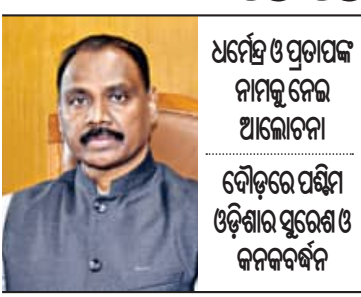 ଧର୍ମେନ୍ଦ୍ର ଓ ପ୍ରତାପଙ୍କ
ନାମକୁ ନେଇ
ଆଲୋଚନା
ଦୌଡ଼ରେ ପଶ୍ଚିମ
ଓଡ଼ିଶାର ସୁରେଶ ଓ
କନକବର୍ଦ୍ଧନ